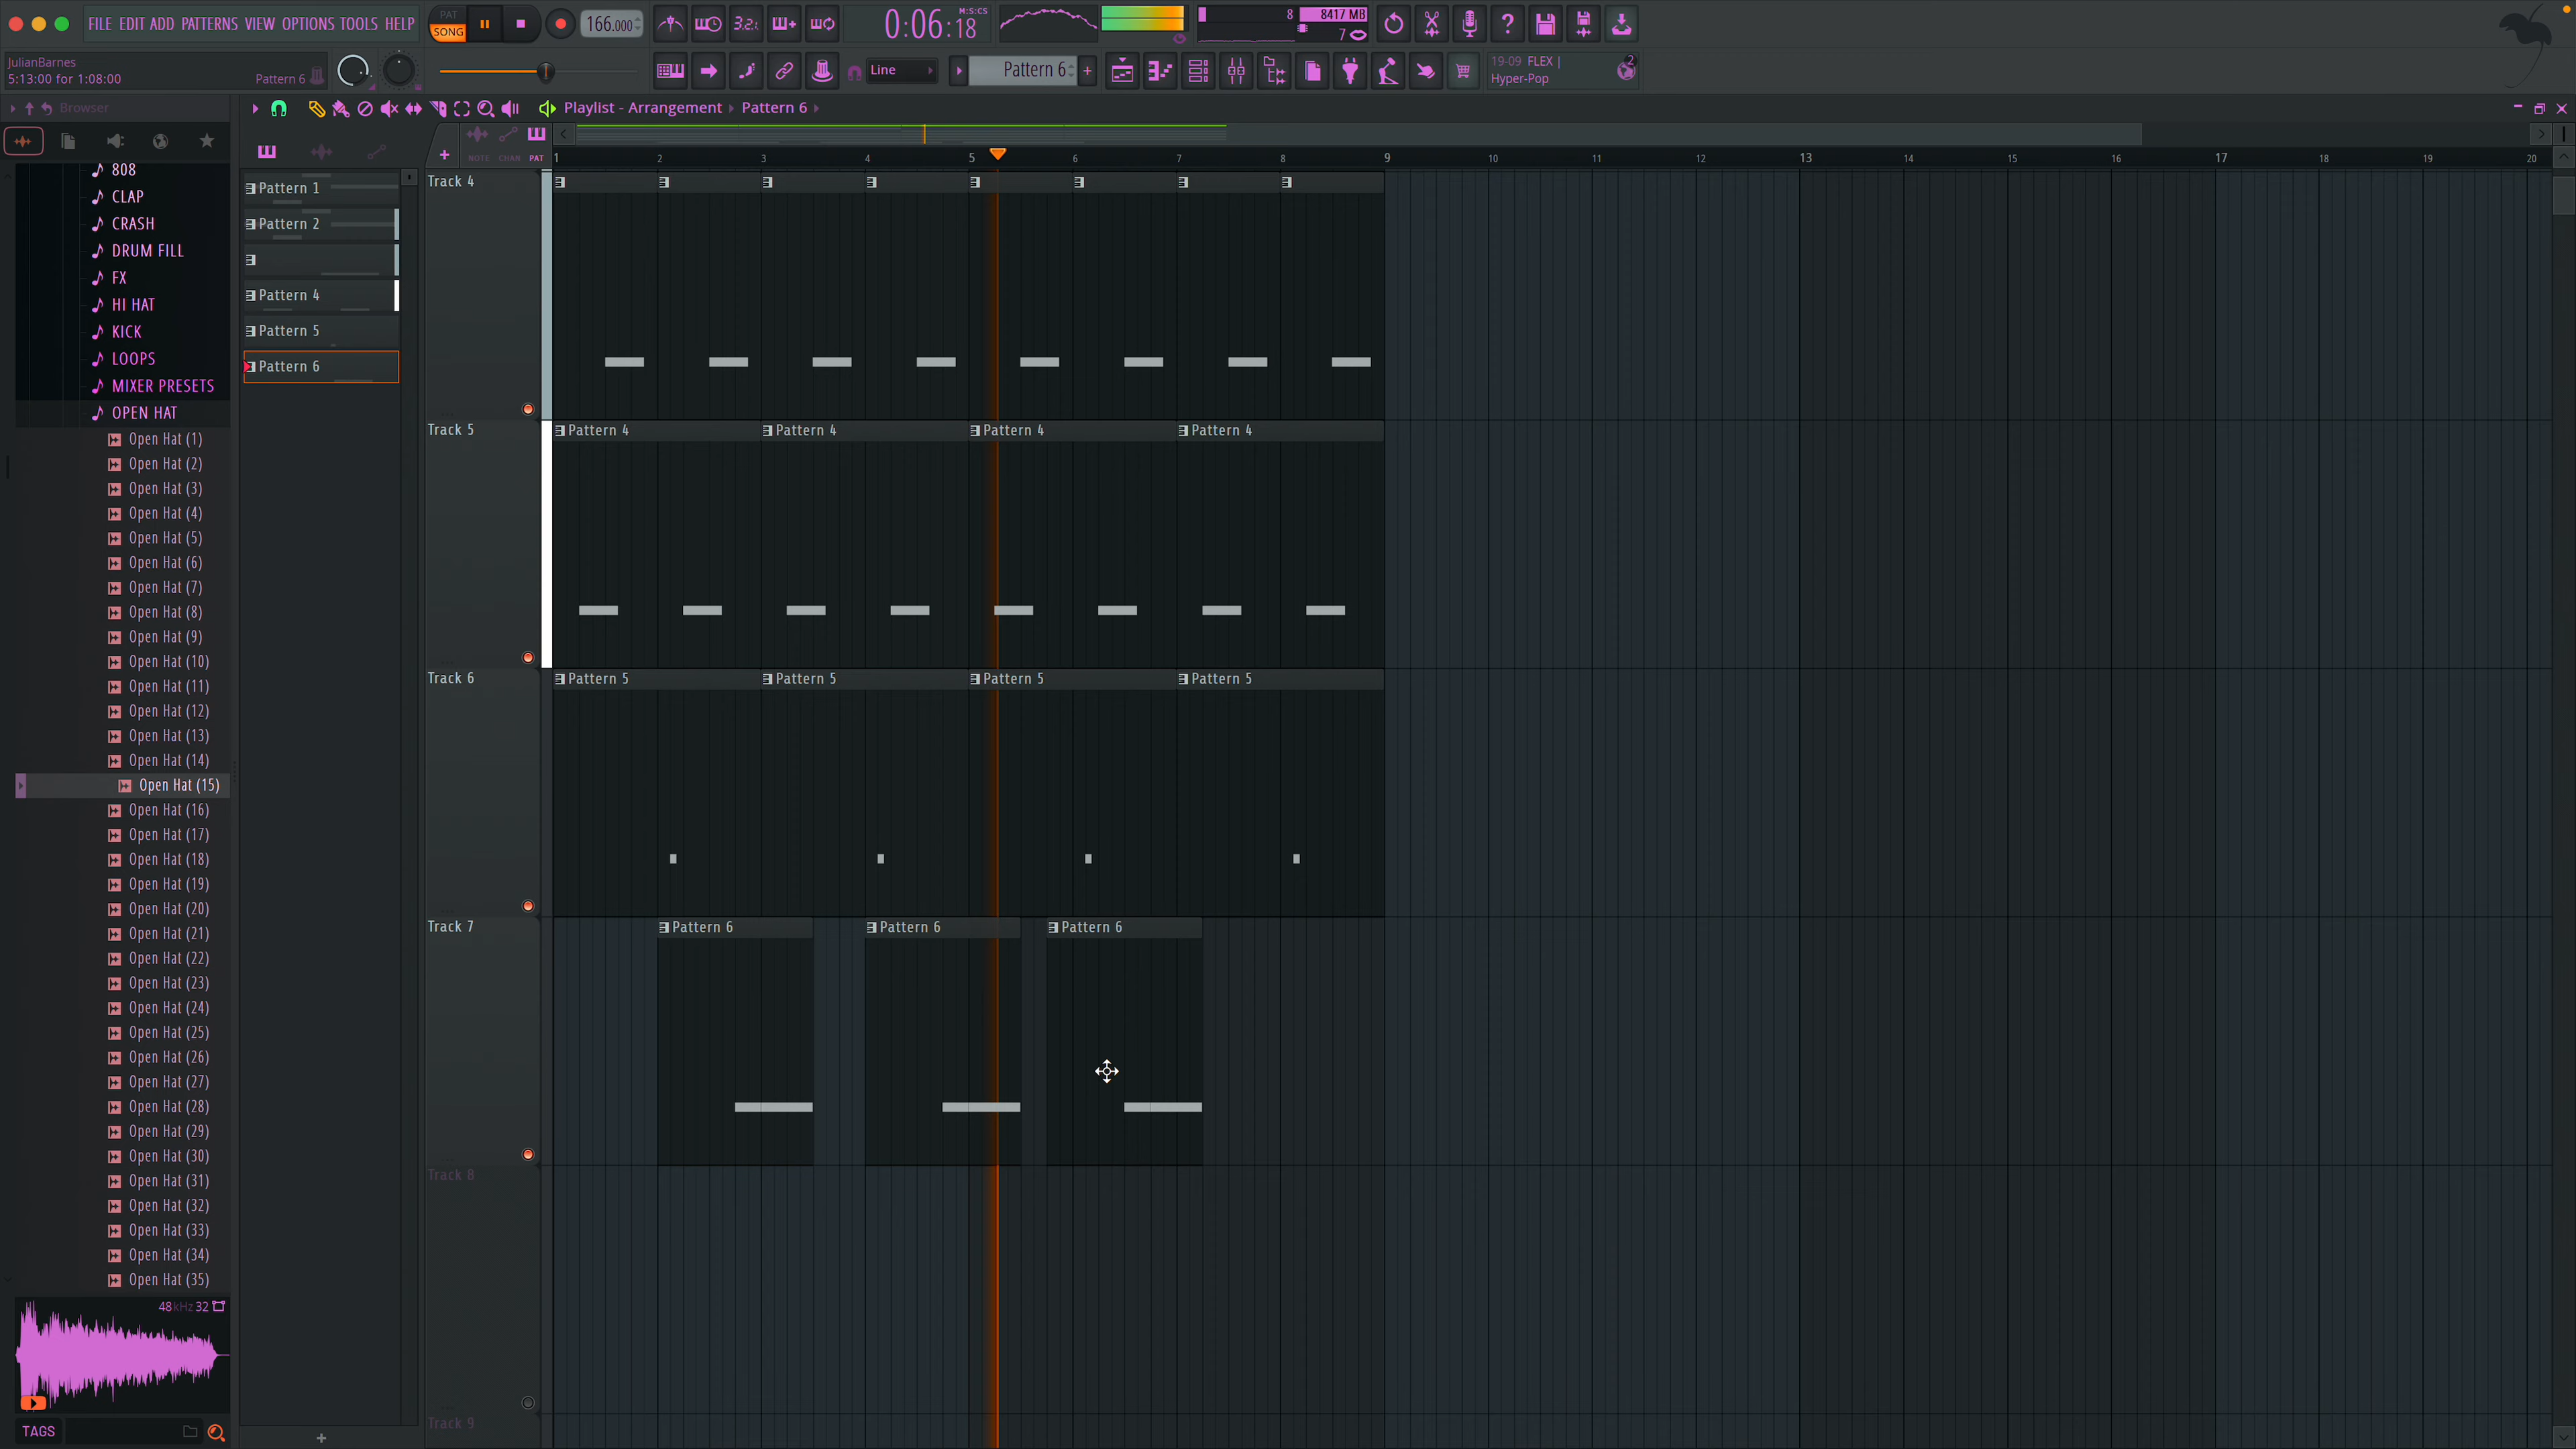 FILE EDIT ADD PATTERNS VIEW OPTIONS TOOLS HELP
PAT
SONG
166.000
3.2.
0:06:18
M:S:CS
8
8417 MB
7
JulianBarnes
5:13:00 for 1:08:00
Pattern 6
Line
Pattern 6
+
19-09 FLEX |
Hyper-Pop
2
Browser
Playlist - Arrangement
Pattern 6
NOTE CHAN PAT
1 2 3 4 5 6 7 8 9 10 11 12 13 14 15 16 17 18 19 20
808
CLAP
CRASH
DRUM FILL
FX
HI HAT
KICK
LOOPS
MIXER PRESETS
OPEN HAT
Open Hat (1)
Open Hat (2)
Open Hat (3)
Open Hat (4)
Open Hat (5)
Open Hat (6)
Open Hat (7)
Open Hat (8)
Open Hat (9)
Open Hat (10)
Open Hat (11)
Open Hat (12)
Open Hat (13)
Open Hat (14)
Open Hat (15)
Open Hat (16)
Open Hat (17)
Open Hat (18)
Open Hat (19)
Open Hat (20)
Open Hat (21)
Open Hat (22)
Open Hat (23)
Open Hat (24)
Open Hat (25)
Open Hat (26)
Open Hat (27)
Open Hat (28)
Open Hat (29)
Open Hat (30)
Open Hat (31)
Open Hat (32)
Open Hat (33)
Open Hat (34)
Open Hat (35)
48kHz 32
TAGS
Pattern 1
Pattern 2
Pattern 4
Pattern 5
Pattern 6
Track 4
Track 5
Pattern 4 Pattern 4 Pattern 4 Pattern 4
Track 6
Pattern 5 Pattern 5 Pattern 5 Pattern 5
Track 7
Pattern 6 Pattern 6 Pattern 6
Track 8
Track 9